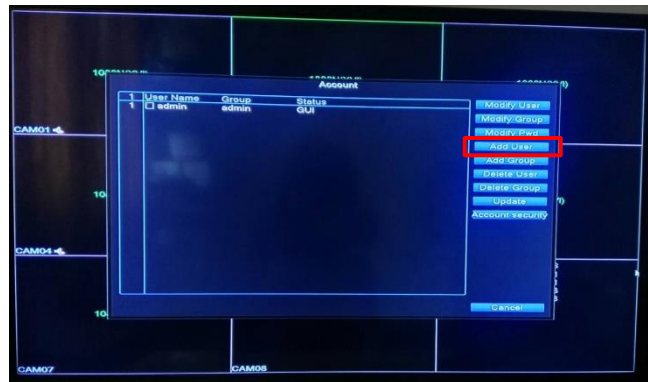 Account
1 User Name Group Status
1 admin admin GUI
Modify User
Modify Group
Modify Pwd
Add User
Add Group
Delete User
Delete Group
Update
Account security
Cancel
CAM01
CAM04
CAM07
CAM08